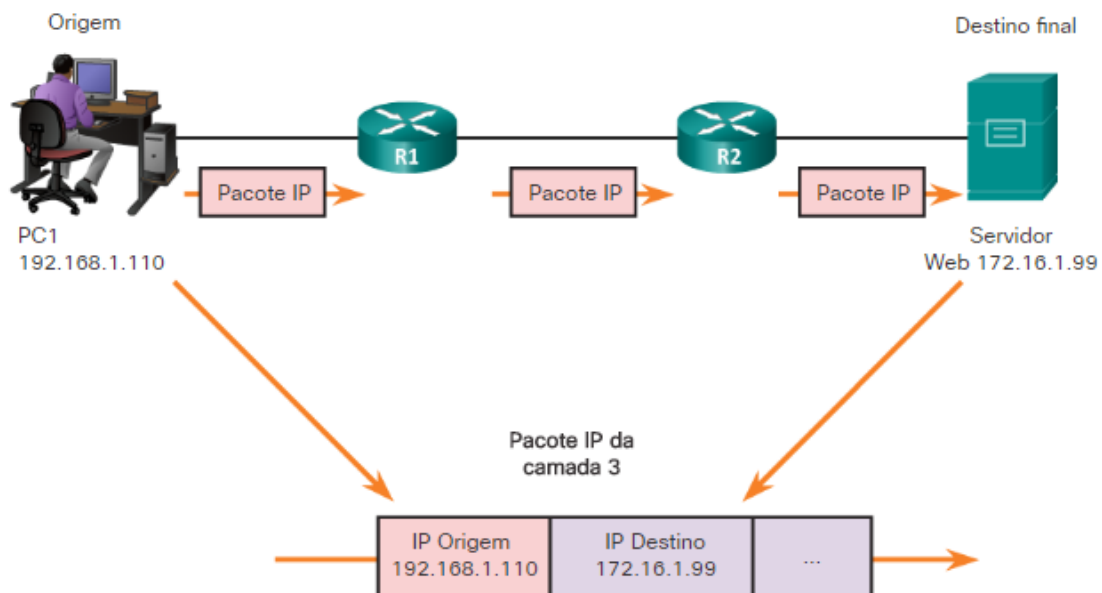 Origem
Destino final
R1
R2
Pacote IP
Pacote IP
Pacote IP
PC1
192.168.1.110
Servidor
Web 172.16.1.99
Pacote IP da
camada 3
IP Origem
192.168.1.110
IP Destino
172.16.1.99
...